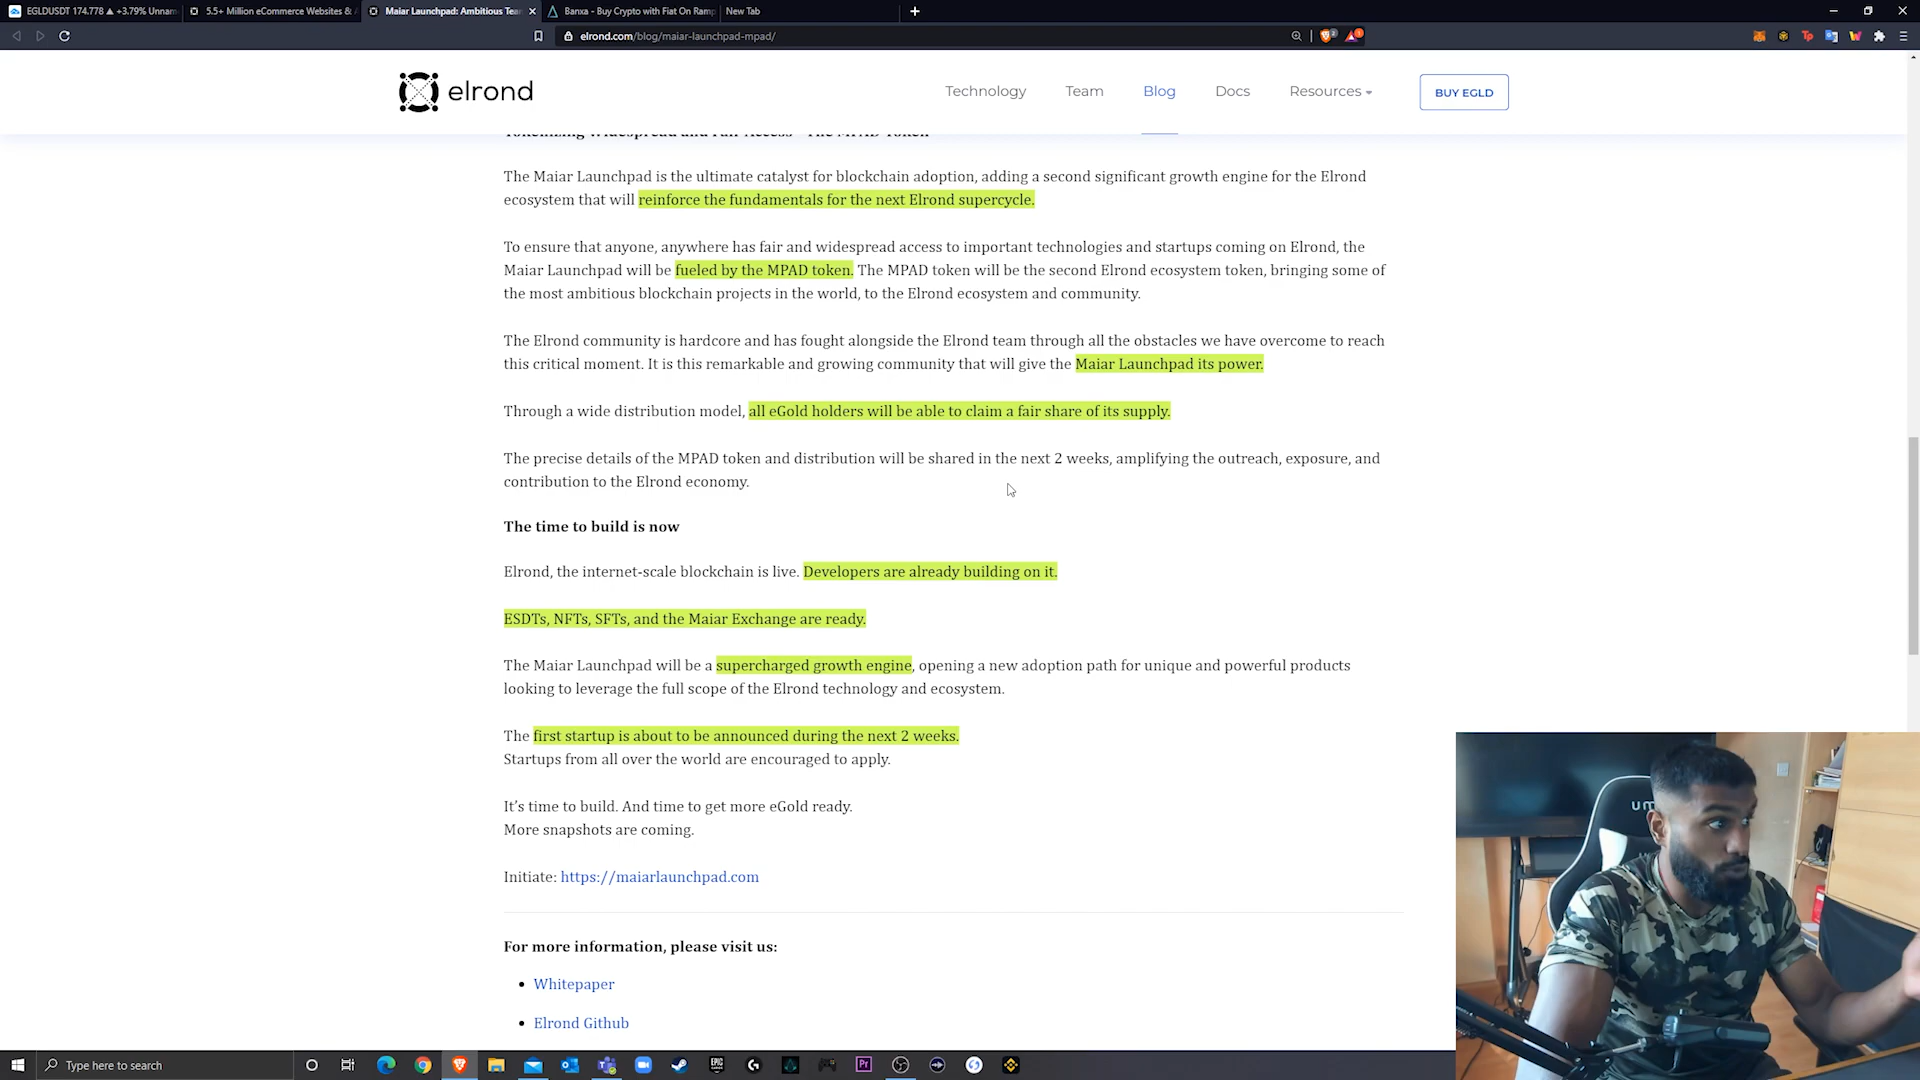 EGLDUSDT 174.778 ▲ +3.79% Unnam
5.5+ Million eCommerce Websites &
Maiar Launchpad: Ambitious Tea
Banxa - Buy Crypto with Fiat On Ramp
New Tab
elrond.com/blog/maiar-launchpad-mpad/
elrond
Technology
Team
Blog
Docs
Resources
BUY EGLD
The Maiar Launchpad is the ultimate catalyst for blockchain adoption, adding a second significant growth engine for the Elrond
ecosystem that will reinforce the fundamentals for the next Elrond supercycle.
To ensure that anyone, anywhere has fair and widespread access to important technologies and startups coming on Elrond, the
Maiar Launchpad will be fueled by the MPAD token. The MPAD token will be the second Elrond ecosystem token, bringing some of
the most ambitious blockchain projects in the world, to the Elrond ecosystem and community.
The Elrond community is hardcore and has fought alongside the Elrond team through all the obstacles we have overcome to reach
this critical moment. It is this remarkable and growing community that will give the Maiar Launchpad its power.
Through a wide distribution model, all eGold holders will be able to claim a fair share of its supply.
The precise details of the MPAD token and distribution will be shared in the next 2 weeks, amplifying the outreach, exposure, and
contribution to the Elrond economy.
The time to build is now
Elrond, the internet-scale blockchain is live. Developers are already building on it.
ESDTs, NFTs, SFTs, and the Maiar Exchange are ready.
The Maiar Launchpad will be a supercharged growth engine, opening a new adoption path for unique and powerful products
looking to leverage the full scope of the Elrond technology and ecosystem.
The first startup is about to be announced during the next 2 weeks.
Startups from all over the world are encouraged to apply.
It's time to build. And time to get more eGold ready.
More snapshots are coming.
Initiate: https://maiarlaunchpad.com
For more information, please visit us:
• Whitepaper
• Elrond Github
Type here to search